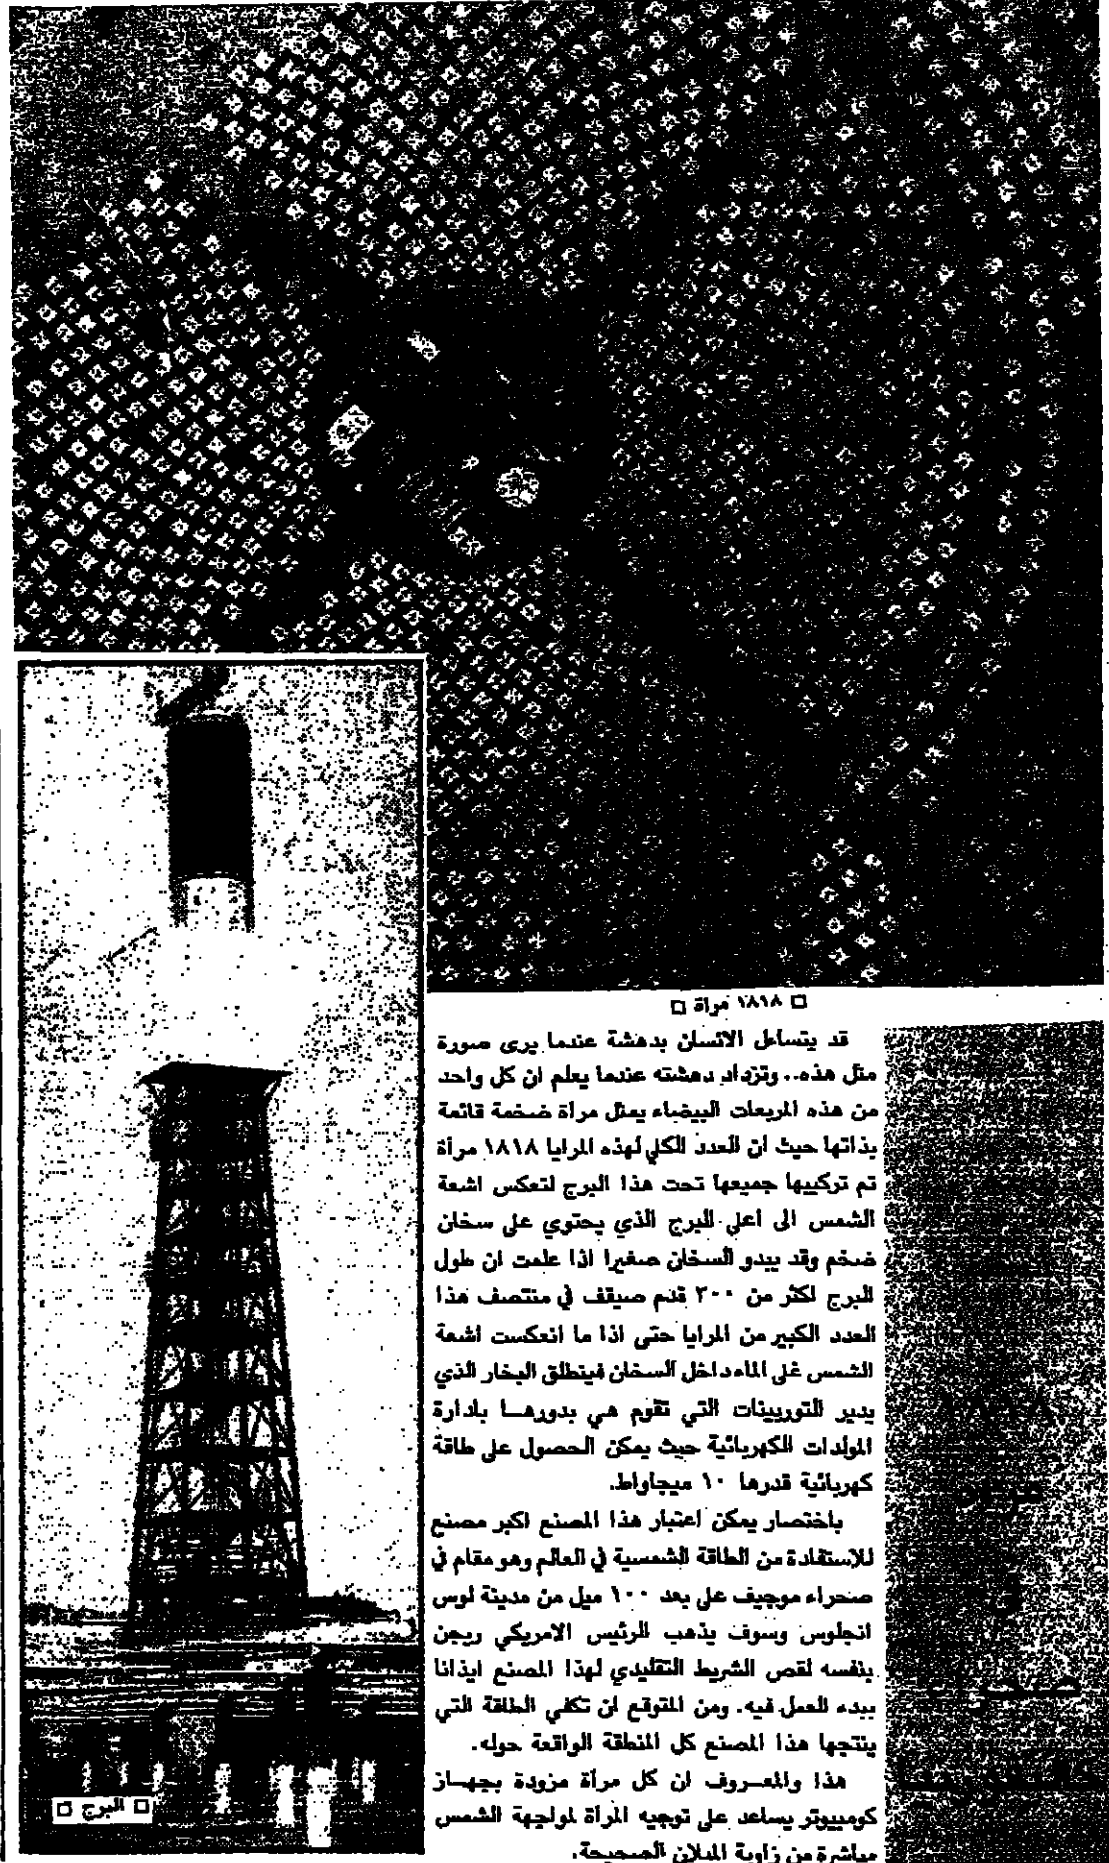 □ ١٨١٨ مرآة □
قد يتساءل الانسان بدهشة عندما يرى صورة
مثل هذه.. وتزداد دهشته عندما يعلم ان كل واحد
من هذه المربعات البيضاء يمثل مرآة ضخمة قائمة
بذاتها حيث ان العدد الكلي لهذه المرايا ١٨١٨ مرآة
تم تركيبها جميعها تحت هذا البرج لتعكس اشعة
الشمس الى اعلى البرج الذي يحتوي على سخان
ضخم وقد يبدو السخان صغيرا اذا علمت ان طول
البرج اكثر من ٣٠٠ قدم صيقف في منتصف هذا
العدد الكبير من المرايا حتى اذا ما انعكست اشعة
الشمس على الماء داخل السخان فينطلق البخار الذي
يدير التوربينات التي تقوم هي بدورها بادارة
المولدات الكهربائية حيث يمكن الحصول على طاقة
كهربائية قدرها ١٠ ميجاواط.
باختصار يمكن اعتبار هذا المصنع اكبر مصنع
للاستفادة من الطاقة الشمسية في العالم وهو مقام في
صحراء موجيف على بعد ١٠٠ ميل من مدينة لوس
انجلوس وسوف يذهب الرئيس الامريكي ريجن
بنفسه لقص الشريط التقليدي لهذا المصنع ايذانا
ببدء العمل فيه. ومن المتوقع ان تكفي الطاقة التي
ينتجها هذا المصنع كل المنطقة الواقعة حوله.
هذا والمعروف ان كل مرآة مزودة بجهاز
كومبيوتر يساعد على توجيه المرآة لمواجهة الشمس
مباشرة من زاوية الميلان الصحيحة.
١٨١٨
مرآة
في
□ البرج □